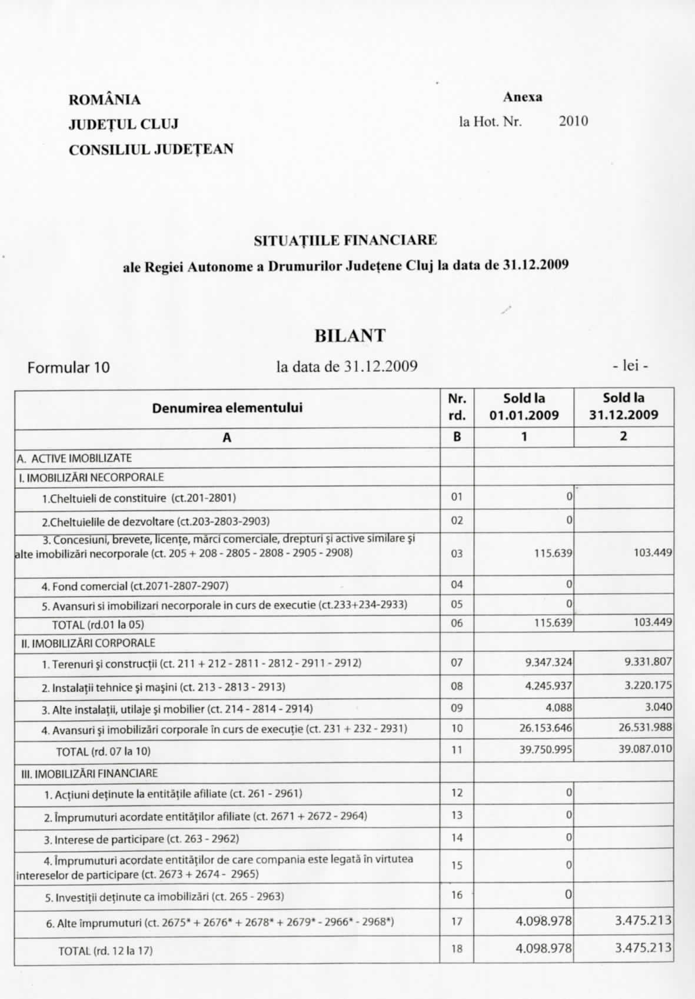 ROMÂNIA
JUDEȚUL CLUJ
CONSILIUL JUDEȚEAN
Anexa
la Hot. Nr. 2010
SITUAȚIILE FINANCIARE
ale Regiei Autonome a Drumurilor Județene Cluj la data de 31.12.2009
BILANT
Formular 10 la data de 31.12.2009 - lei -
Denumirea elementului Nr. rd. Sold la 01.01.2009 Sold la 31.12.2009
A B 1 2
A. ACTIVE IMOBILIZATE
I. IMOBILIZĂRI NECORPORALE
1.Cheltuieli de constituire (ct.201-2801) 01 0
2.Cheltuielile de dezvoltare (ct.203-2803-2903) 02 0
3. Concesiuni, brevete, licențe, mărci comerciale, drepturi și active similare și
alte imobilizări necorporale (ct. 205 + 208 - 2805 - 2808 - 2905 - 2908) 03 115.639 103.449
4. Fond comercial (ct.2071-2807-2907) 04 0
5. Avansuri si imobilizari necorporale in curs de executie (ct.233+234-2933) 05 0
TOTAL (rd.01 la 05) 06 115.639 103.449
II. IMOBILIZĂRI CORPORALE
1. Terenuri și construcții (ct. 211 + 212 - 2811 - 2812 - 2911 - 2912) 07 9.347.324 9.331.807
2. Instalații tehnice și mașini (ct. 213 - 2813 - 2913) 08 4.245.937 3.220.175
3. Alte instalații, utilaje și mobilier (ct. 214 - 2814 - 2914) 09 4.088 3.040
4. Avansuri și imobilizări corporale în curs de execuție (ct. 231 + 232 - 2931) 10 26.153.646 26.531.988
TOTAL (rd. 07 la 10) 11 39.750.995 39.087.010
III. IMOBILIZĂRI FINANCIARE
1. Acțiuni deținute la entitățile afiliate (ct. 261 - 2961) 12 0
2. Împrumuturi acordate entităților afiliate (ct. 2671 + 2672 - 2964) 13 0
3. Interese de participare (ct. 263 - 2962) 14 0
4. Împrumuturi acordate entităților de care compania este legată în virtutea
intereselor de participare (ct. 2673 + 2674 - 2965) 15 0
5. Investiții deținute ca imobilizări (ct. 265 - 2963) 16 0
6. Alte împrumuturi (ct. 2675* + 2676* + 2678* + 2679* - 2966* - 2968*) 17 4.098.978 3.475.213
TOTAL (rd. 12 la 17) 18 4.098.978 3.475.213